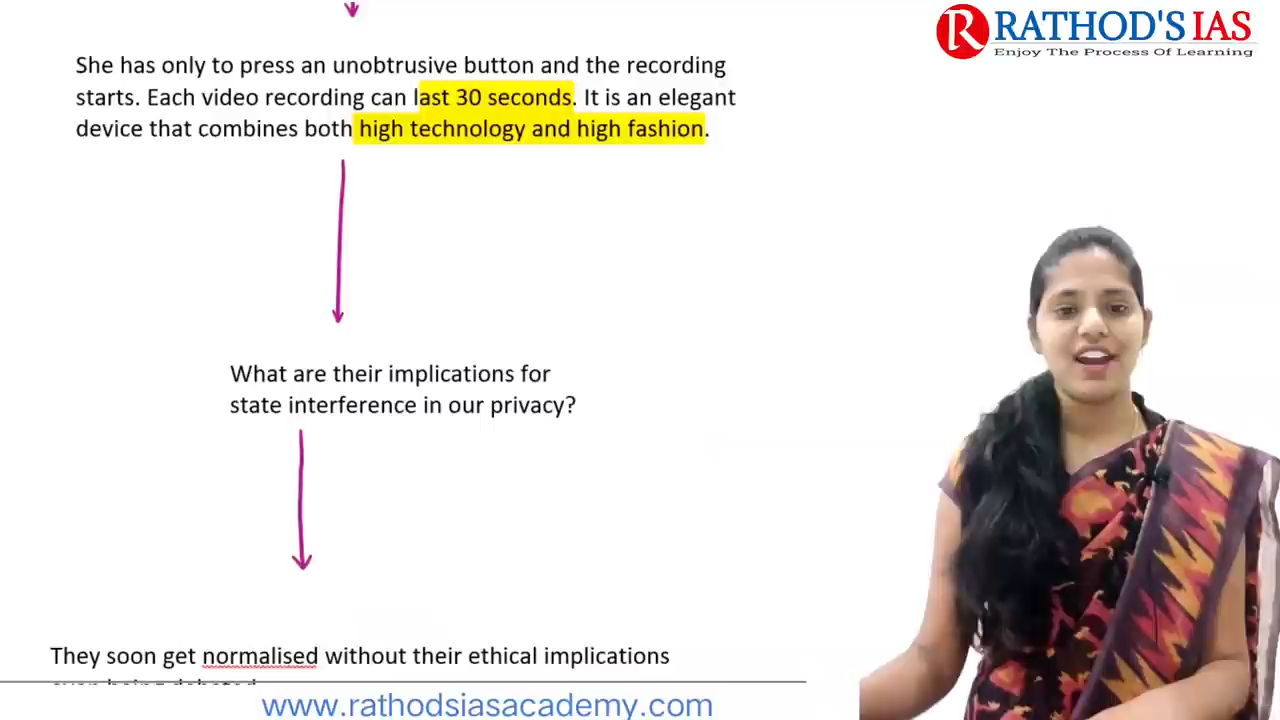 RATHOD'S IAS
Enjoy The Process Of Learning
She has only to press an unobtrusive button and the recording
starts. Each video recording can last 30 seconds. It is an elegant
device that combines both high technology and high fashion.
What are their implications for
state interference in our privacy?
They soon get normalised without their ethical implications
even being debated
www.rathodsiasacademy.com